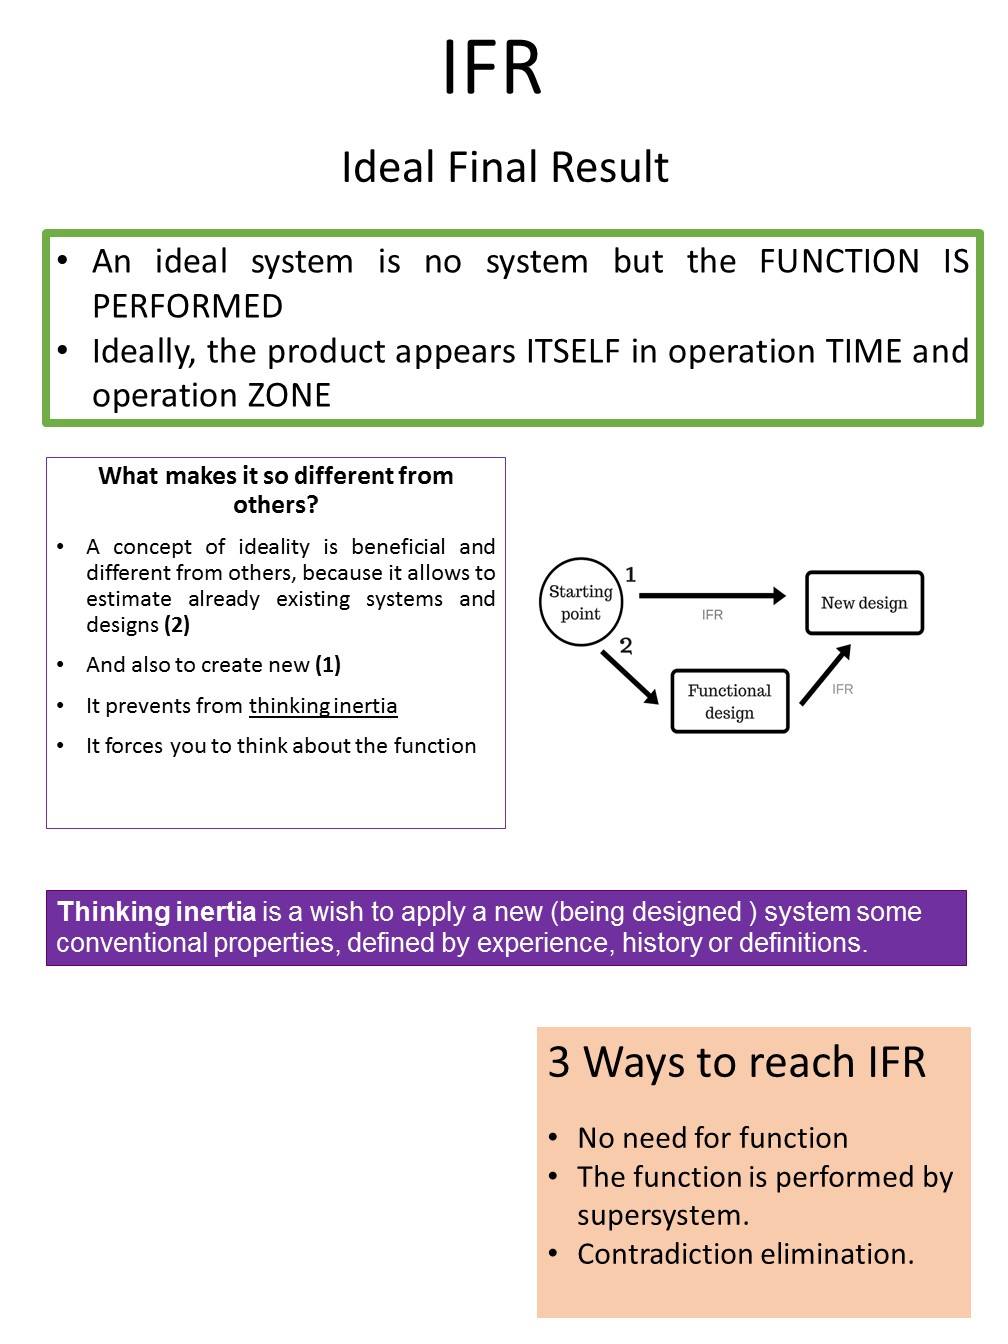 IFR
Ideal Final Result
• An ideal system is no system but the FUNCTION IS
PERFORMED
• Ideally, the product appears ITSELF in operation TIME and
operation ZONE
What makes it so different from
others?
• A concept of ideality is beneficial and
different from others, because it allows to
estimate already existing systems and
designs (2)
• And also to create new (1)
• It prevents from thinking inertia
• It forces you to think about the function
Starting
point
1
IFR
New design
2
Functional
design
IFR
Thinking inertia is a wish to apply a new (being designed ) system some
conventional properties, defined by experience, history or definitions.
3 Ways to reach IFR
• No need for function
• The function is performed by
supersystem.
• Contradiction elimination.